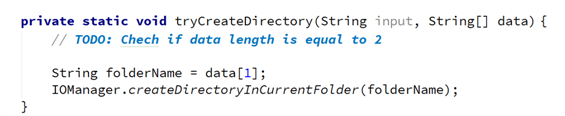 private static void tryCreateDirectory(String input, String[] data) {
// TODO: Chech if data length is equal to 2
String folderName = data[1];
IOManager.createDirectoryInCurrentFolder(folderName);
}